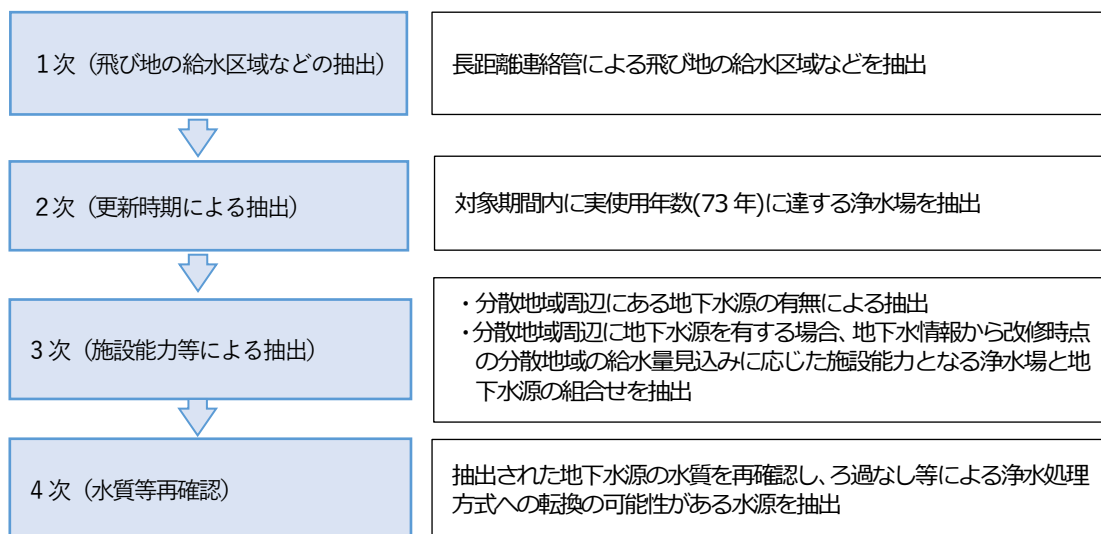 1次（飛び地の給水区域などの抽出）
長距離連絡管による飛び地の給水区域などを抽出
2次（更新時期による抽出）
対象期間内に実使用年数(73 年)に達する浄水場を抽出
3次（施設能力等による抽出）
・分散地域周辺にある地下水源の有無による抽出
・分散地域周辺に地下水源を有する場合、地下水情報から改修時点
の分散地域の給水量見込みに応じた施設能力となる浄水場と地
下水源の組合せを抽出
4次（水質等再確認）
抽出された地下水源の水質を再確認し、ろ過なし等による浄水処理
方式への転換の可能性がある水源を抽出